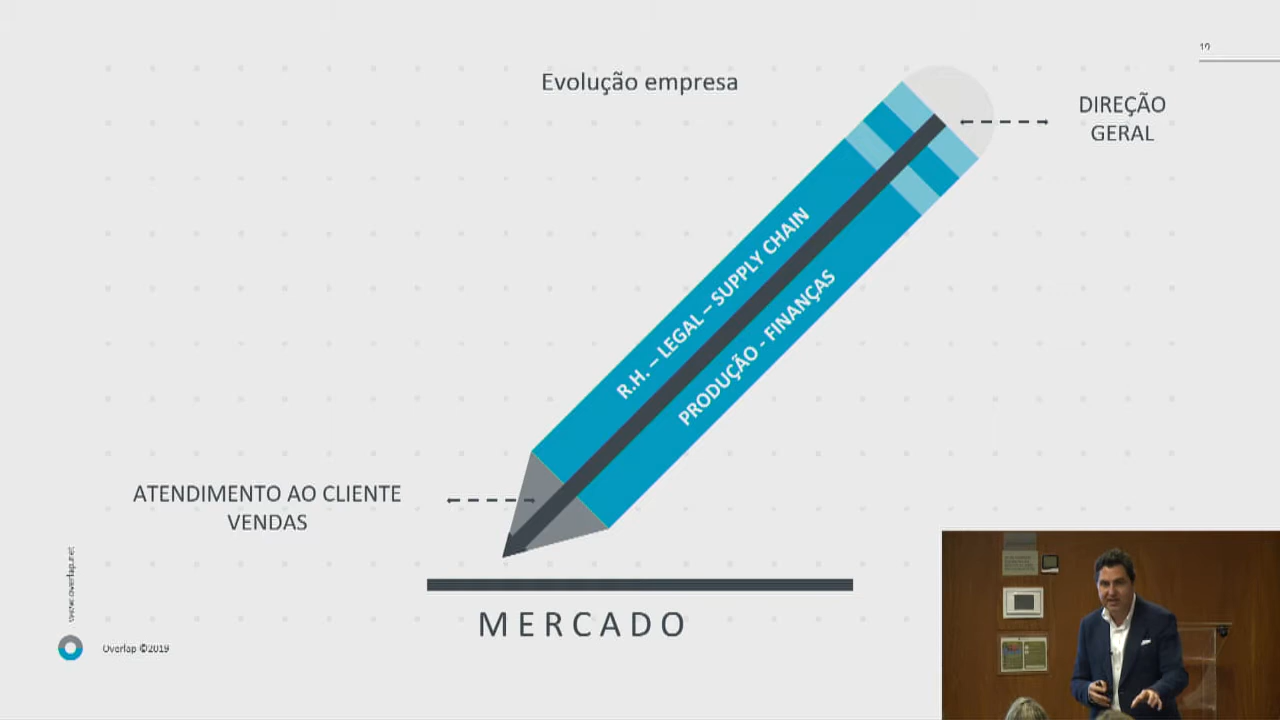 19
Evolução empresa
DIREÇÃO
GERAL
R.H. – LEGAL – SUPPLY CHAIN
PRODUÇÃO - FINANÇAS
ATENDIMENTO AO CLIENTE
VENDAS
MERCADO
www.overlap.net
Overlap ©2019